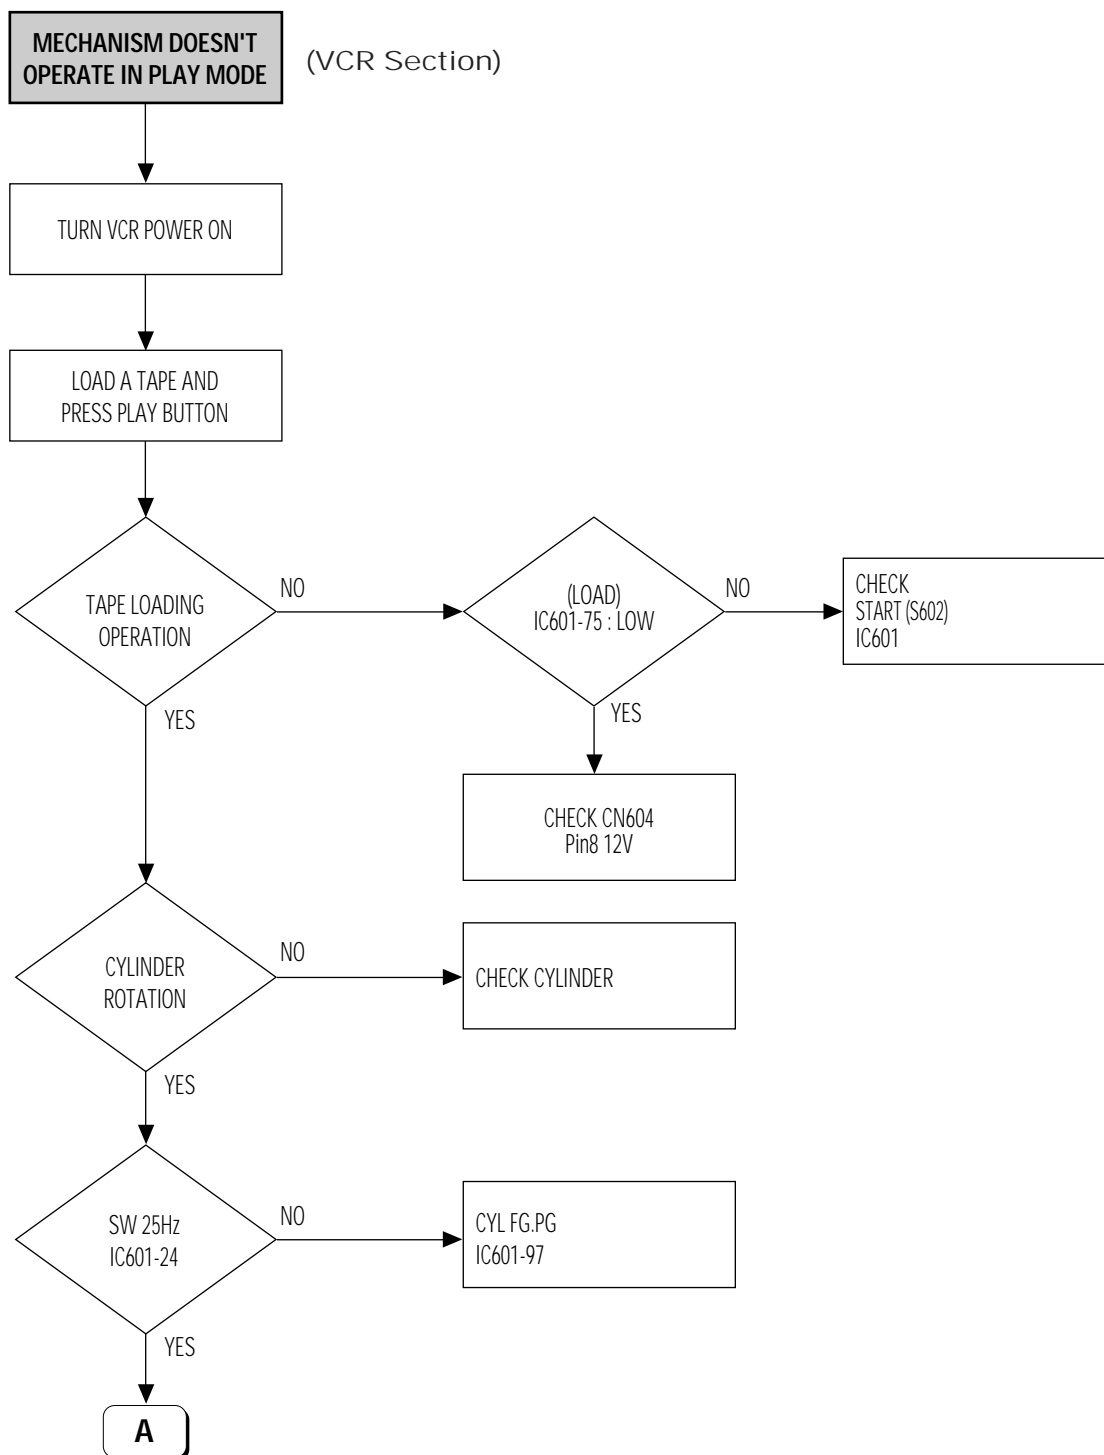 MECHANISM DOESN'T
OPERATE IN PLAY MODE
(VCR Section)
TURN VCR POWER ON
LOAD A TAPE AND
PRESS PLAY BUTTON
TAPE LOADING
OPERATION
NO
(LOAD)
IC601-75 : LOW
NO
CHECK
START (S602)
IC601
YES
YES
CHECK CN604
Pin8 12V
CYLINDER
ROTATION
NO
CHECK CYLINDER
YES
SW 25Hz
IC601-24
NO
CYL FG.PG
IC601-97
YES
A